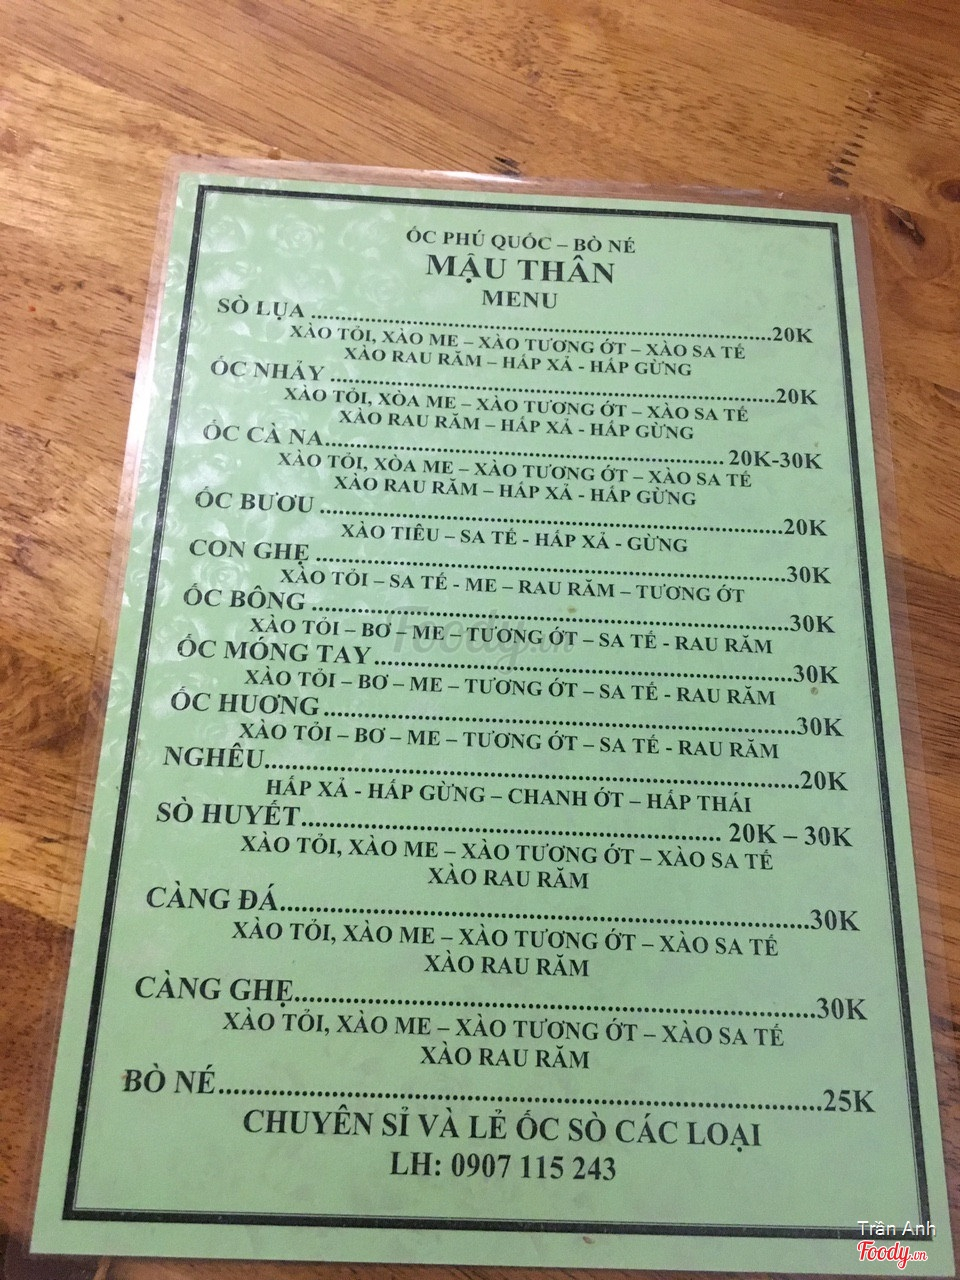 ỐC PHÚ QUỐC – BÒ NÉ
MẬU THÂN
MENU
SÒ LỤA ........................................................20K
XÀO TỎI, XÀO ME – XÀO TƯƠNG ỚT – XÀO SA TẾ
XÀO RAU RĂM – HẤP XẢ - HẤP GỪNG
ỐC NHẢY ........................................................20K
XÀO TỎI, XÒA ME – XÀO TƯƠNG ỚT – XÀO SA TẾ
XÀO RAU RĂM – HẤP XẢ - HẤP GỪNG
ỐC CÀ NA.................................................. 20K-30K
XÀO TỎI, XÒA ME – XÀO TƯƠNG ỚT – XÀO SA TẾ
XÀO RAU RĂM – HẤP XẢ - HẤP GỪNG
ỐC BƯƠU ........................................................20K
XÀO TIÊU – SA TẾ - HẤP XẢ - GỪNG
CON GHẸ ........................................................30K
XÀO TỎI – SA TẾ - ME – RAU RĂM – TƯƠNG ỚT
ỐC BÔNG ........................................................30K
XÀO TỎI – BƠ – ME – TƯƠNG ỚT – SA TẾ - RAU RĂM
ỐC MÓNG TAY..................................................30K
XÀO TỎI – BƠ – ME – TƯƠNG ỚT – SA TẾ - RAU RĂM
ỐC HƯƠNG ........................................................30K
XÀO TỎI – BƠ – ME – TƯƠNG ỚT – SA TẾ - RAU RĂM
NGHÊU..............................................................20K
HẤP XẢ - HẤP GỪNG – CHANH ỚT – HẤP THÁI
SÒ HUYẾT.................................................. 20K – 30K
XÀO TỎI, XÀO ME – XÀO TƯƠNG ỚT – XÀO SA TẾ
XÀO RAU RĂM
CÀNG ĐÁ..............................................................30K
XÀO TỎI, XÀO ME – XÀO TƯƠNG ỚT – XÀO SA TẾ
XÀO RAU RĂM
CÀNG GHẸ............................................................30K
XÀO TỎI, XÀO ME – XÀO TƯƠNG ỚT – XÀO SA TẾ
XÀO RAU RĂM
BÒ NÉ....................................................................25K
CHUYÊN SỈ VÀ LẺ ỐC SÒ CÁC LOẠI
LH: 0907 115 243
Foody.vn
Trần Anh
Foody.vn